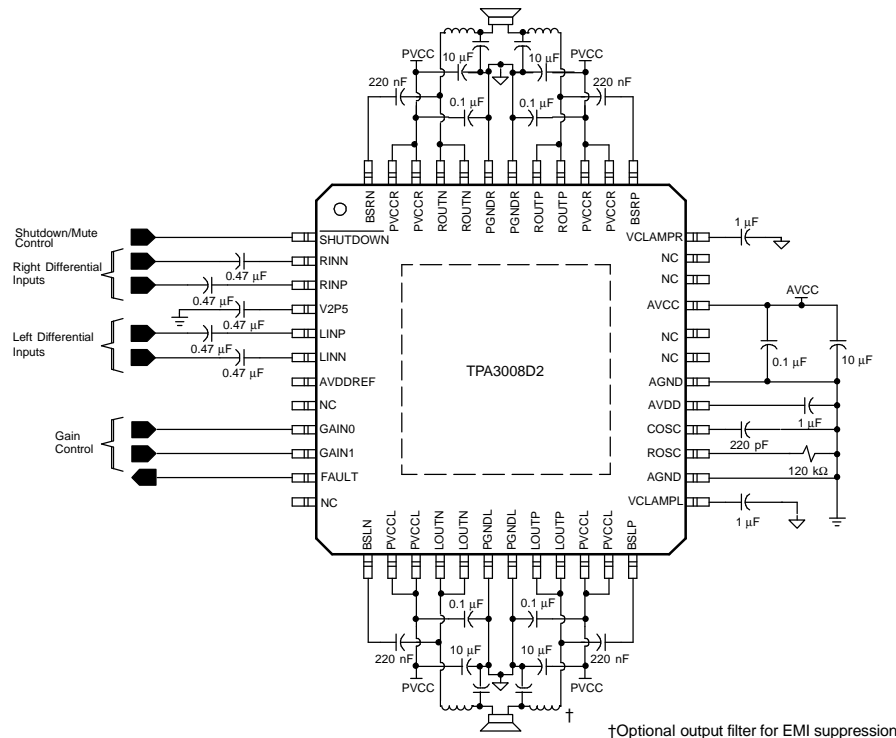 PVCC PVCC
10 µF 10 µF
220 nF 220 nF
0.1 µF 0.1 µF
BSRN PVCCR PVCCR ROUTN ROUTN PGNDR PGNDR ROUTP ROUTP PVCCR PVCCR BSRP
Shutdown/Mute
Control
SHUTDOWN
Right Differential
Inputs
RINN
0.47 µF
RINP
0.47 µF
V2P5
0.47 µF
Left Differential
Inputs
LINP
0.47 µF
LINN
0.47 µF
AVDDREF
NC
Gain
Control
GAIN0
GAIN1
FAULT
NC
TPA3008D2
VCLAMPR
1 µF
NC
NC
AVCC
AVCC
NC
NC
0.1 µF
10 µF
AGND
AVDD
1 µF
COSC
220 pF
ROSC
120 kΩ
AGND
VCLAMPL
1 µF
BSLN PVCCL PVCCL LOUTN LOUTN PGNDL PGNDL LOUTP LOUTP PVCCL PVCCL BSLP
0.1 µF 0.1 µF
220 nF 10 µF 10 µF 220 nF
PVCC PVCC
†
†Optional output filter for EMI suppression